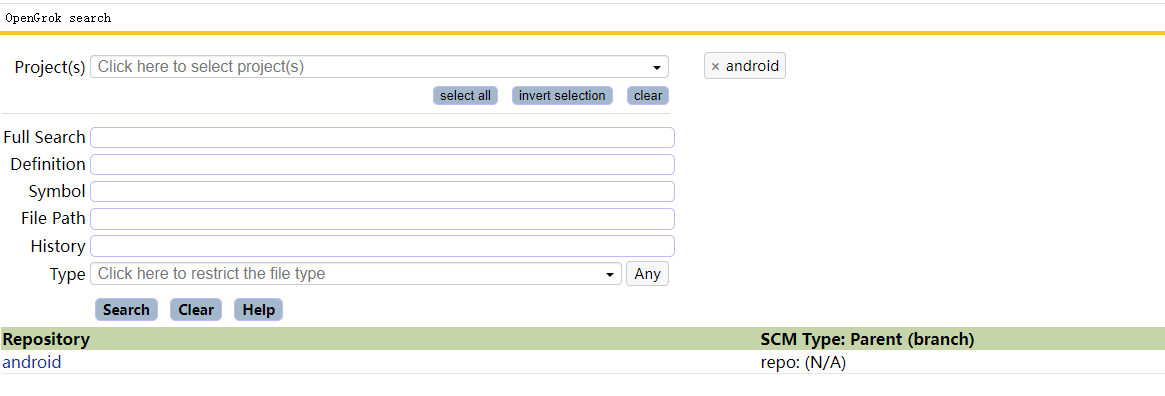 OpenGrok search
Project(s) Click here to select project(s) × android
select all invert selection clear
Full Search
Definition
Symbol
File Path
History
Type Click here to restrict the file type Any
Search Clear Help
Repository SCM Type: Parent (branch)
android repo: (N/A)